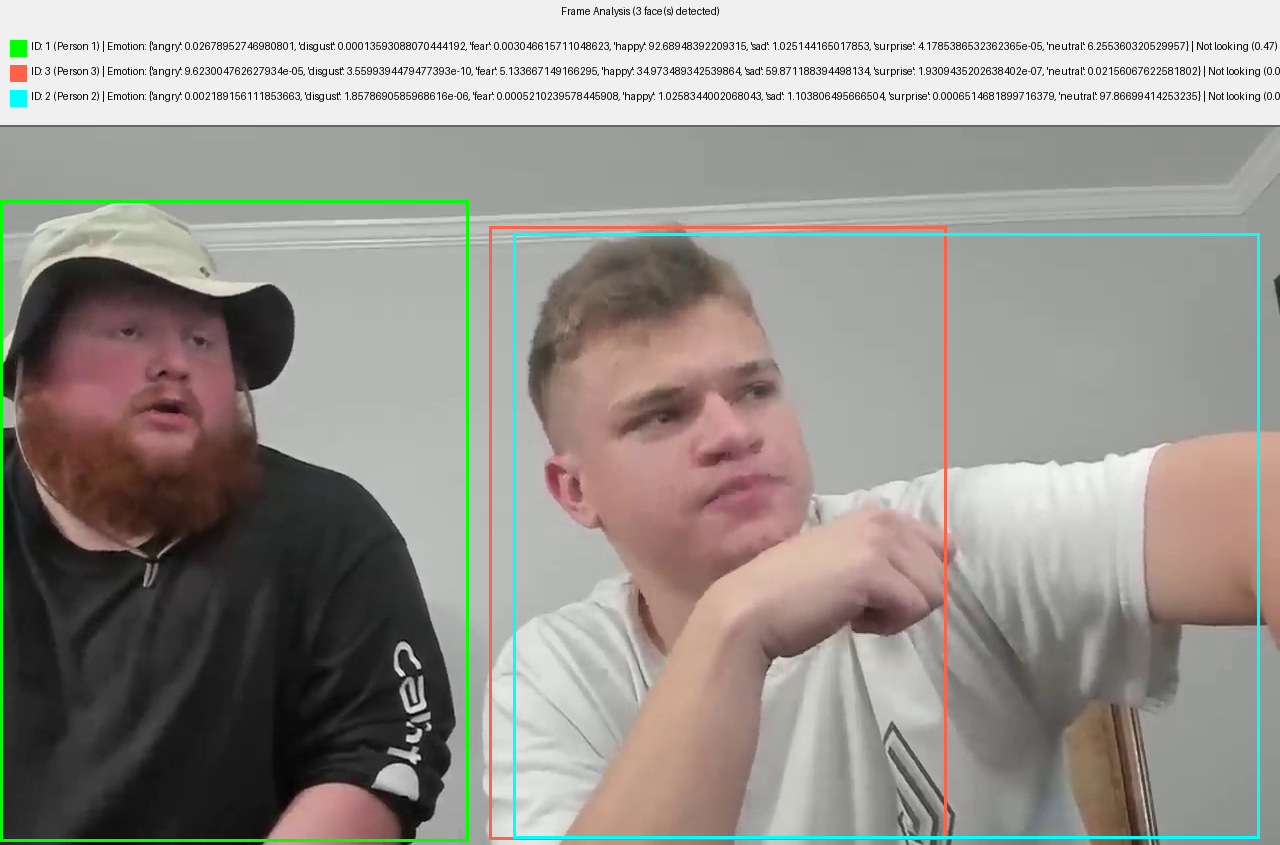 Frame Analysis (3 face(s) detected)
ID: 1 (Person 1) | Emotion: {'angry': 0.02678952746980801, 'disgust': 0.00013593088070444192, 'fear': 0.003046615711048623, 'happy': 92.68948392209315, 'sad': 1.025144165017853, 'surprise': 4.1785386532362365e-05, 'neutral': 6.255360320529957} | Not looking (0.47)
ID: 3 (Person 3) | Emotion: {'angry': 9.623004762627934e-05, 'disgust': 3.5599394479477393e-10, 'fear': 5.133667149166295, 'happy': 34.973489342539864, 'sad': 59.871188394498134, 'surprise': 1.9309435202638402e-07, 'neutral': 0.02156067622581802} | Not looking (0.0
ID: 2 (Person 2) | Emotion: {'angry': 0.002189156111853663, 'disgust': 1.8578690585968616e-06, 'fear': 0.0005210239578445908, 'happy': 1.0258344002068043, 'sad': 1.103806495666504, 'surprise': 0.0006514681899716379, 'neutral': 97.86699414253235} | Not looking (0.0